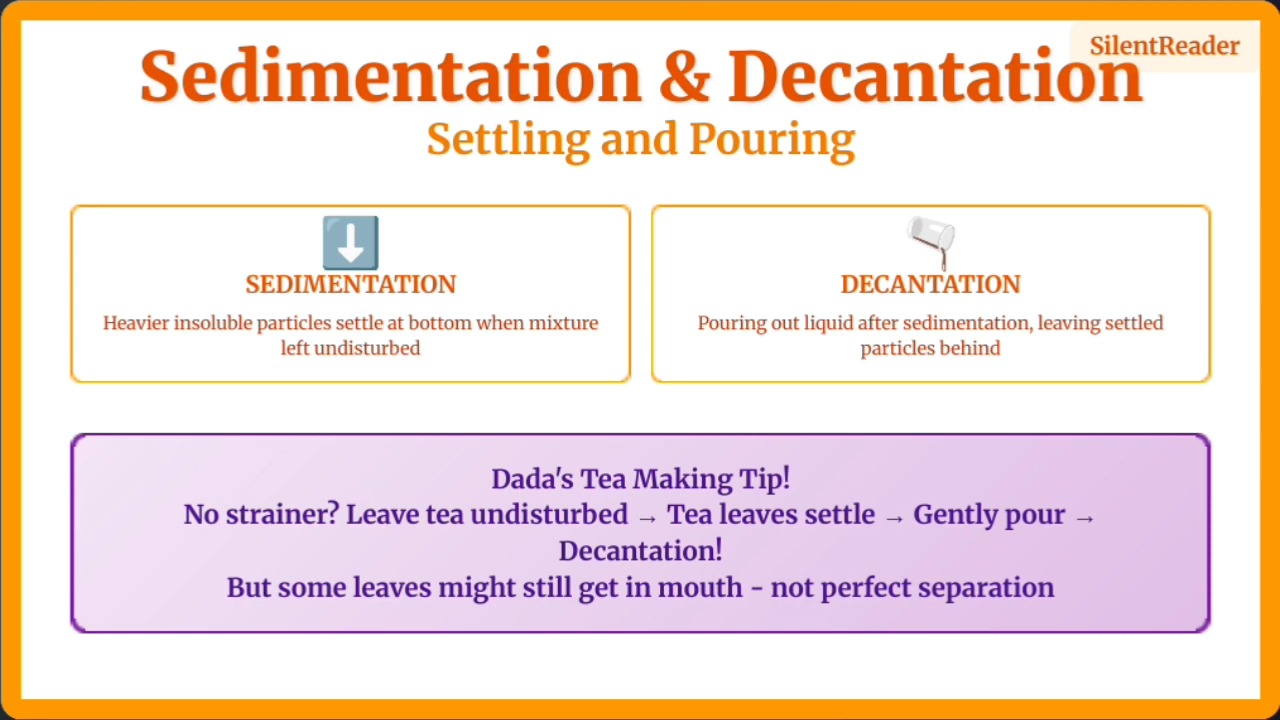 SilentReader
Sedimentation & Decantation
Settling and Pouring
SEDIMENTATION
Heavier insoluble particles settle at bottom when mixture
left undisturbed
DECANTATION
Pouring out liquid after sedimentation, leaving settled
particles behind
Dada's Tea Making Tip!
No strainer? Leave tea undisturbed → Tea leaves settle → Gently pour →
Decantation!
But some leaves might still get in mouth - not perfect separation